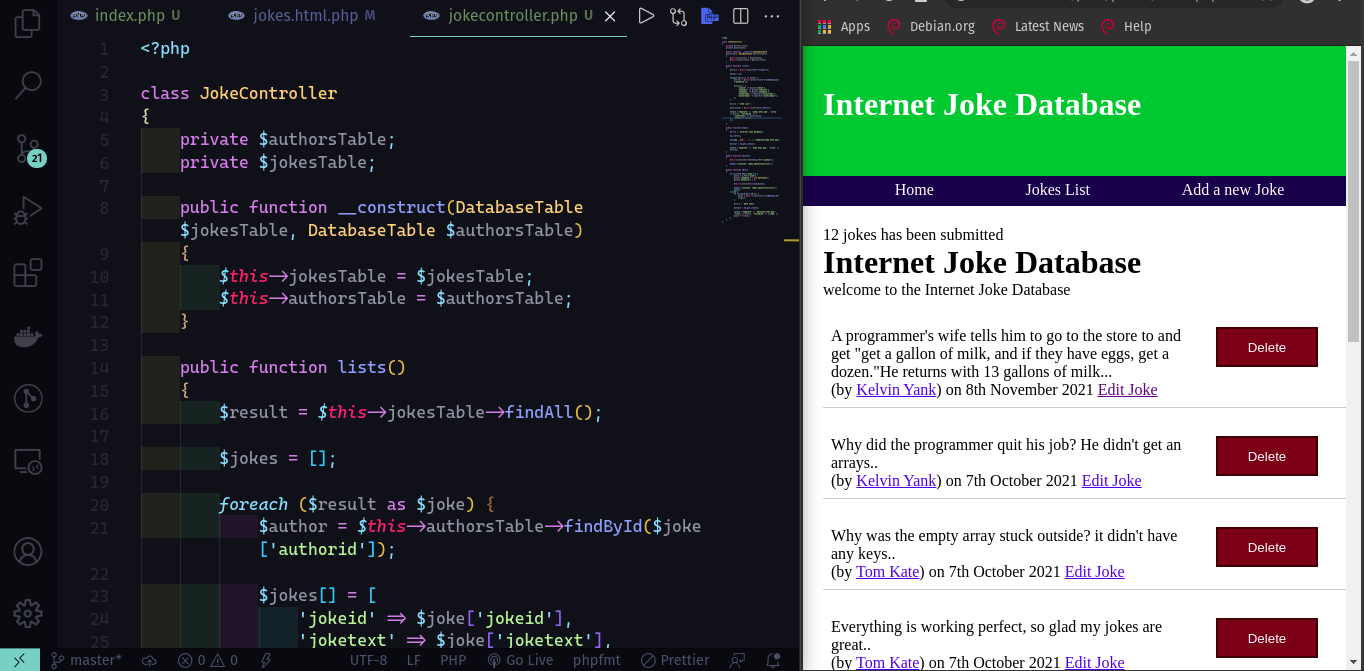 index.php U
jokes.html.php M
jokecontroller.php U
21
1 <?php
2
3 class JokeController
4 {
5 private $authorsTable;
6 private $jokesTable;
7
8 public function __construct(DatabaseTable
$jokesTable, DatabaseTable $authorsTable)
9 {
10 $this->jokesTable = $jokesTable;
11 $this->authorsTable = $authorsTable;
12 }
13
14 public function lists()
15 {
16 $result = $this->jokesTable->findAll();
17
18 $jokes = [];
19
20 foreach ($result as $joke) {
21 $author = $this->authorsTable->findById($joke
['authorid']);
22
23 $jokes[] = [
24 'jokeid' => $joke['jokeid'],
25 'joketext' => $joke['joketext'],
master*
0 0
UTF-8 LF PHP Go Live phpfmt Prettier
Apps Debian.org Latest News Help
Internet Joke Database
Home Jokes List Add a new Joke
12 jokes has been submitted
Internet Joke Database
welcome to the Internet Joke Database
A programmer's wife tells him to go to the store to and
get "get a gallon of milk, and if they have eggs, get a
dozen."He returns with 13 gallons of milk...
(by Kelvin Yank) on 8th November 2021 Edit Joke
Delete
Why did the programmer quit his job? He didn't get an
arrays..
(by Kelvin Yank) on 7th October 2021 Edit Joke
Delete
Why was the empty array stuck outside? it didn't have
any keys..
(by Tom Kate) on 7th October 2021 Edit Joke
Delete
Everything is working perfect, so glad my jokes are
great..
(by Tom Kate) on 7th October 2021 Edit Joke
Delete